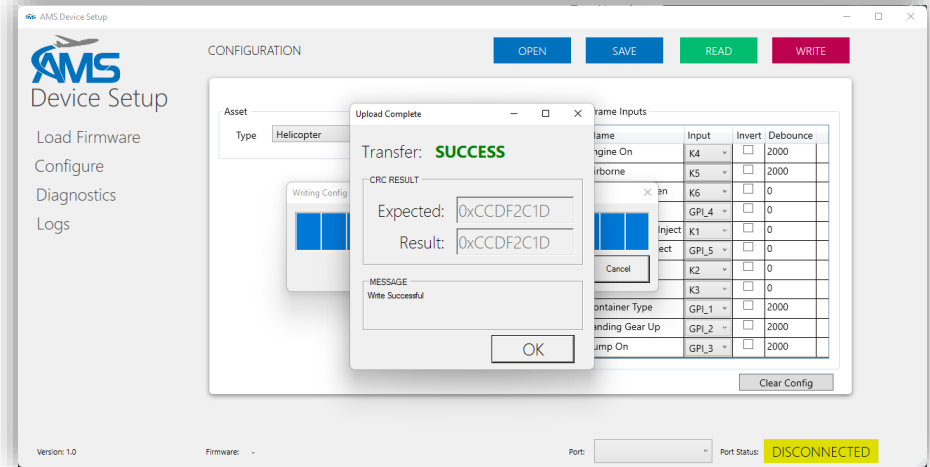 AMS Device Setup
AMS
Device Setup
Load Firmware
Configure
Diagnostics
Logs
CONFIGURATION
OPEN
SAVE
READ
WRITE
Asset
Type Helicopter
Writing Config
Cancel
Upload Complete
Transfer: SUCCESS
CRC RESULT
Expected: 0xCCDF2C1D
Result: 0xCCDF2C1D
MESSAGE
Write Successful
OK
rame Inputs
lame Input Invert Debounce
ngine On K4 2000
irborne K5 2000
en K6 0
GPI_4 0
Inject K1 0
ect GPI_5 0
K2 0
K3 0
ontainer Type GPI_1 2000
anding Gear Up GPI_2 2000
ump On GPI_3 2000
Clear Config
Version: 1.0
Firmware: -
Port:
Port Status: DISCONNECTED